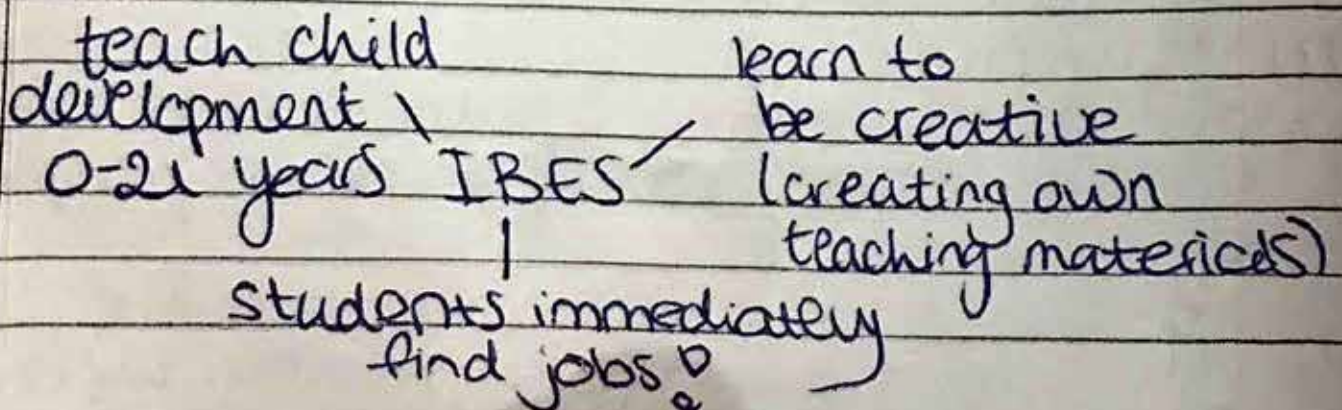 teach child
development
0-21 years
IBES
learn to
be creative
(creating own
teaching materials)
students immediately
find jobs!